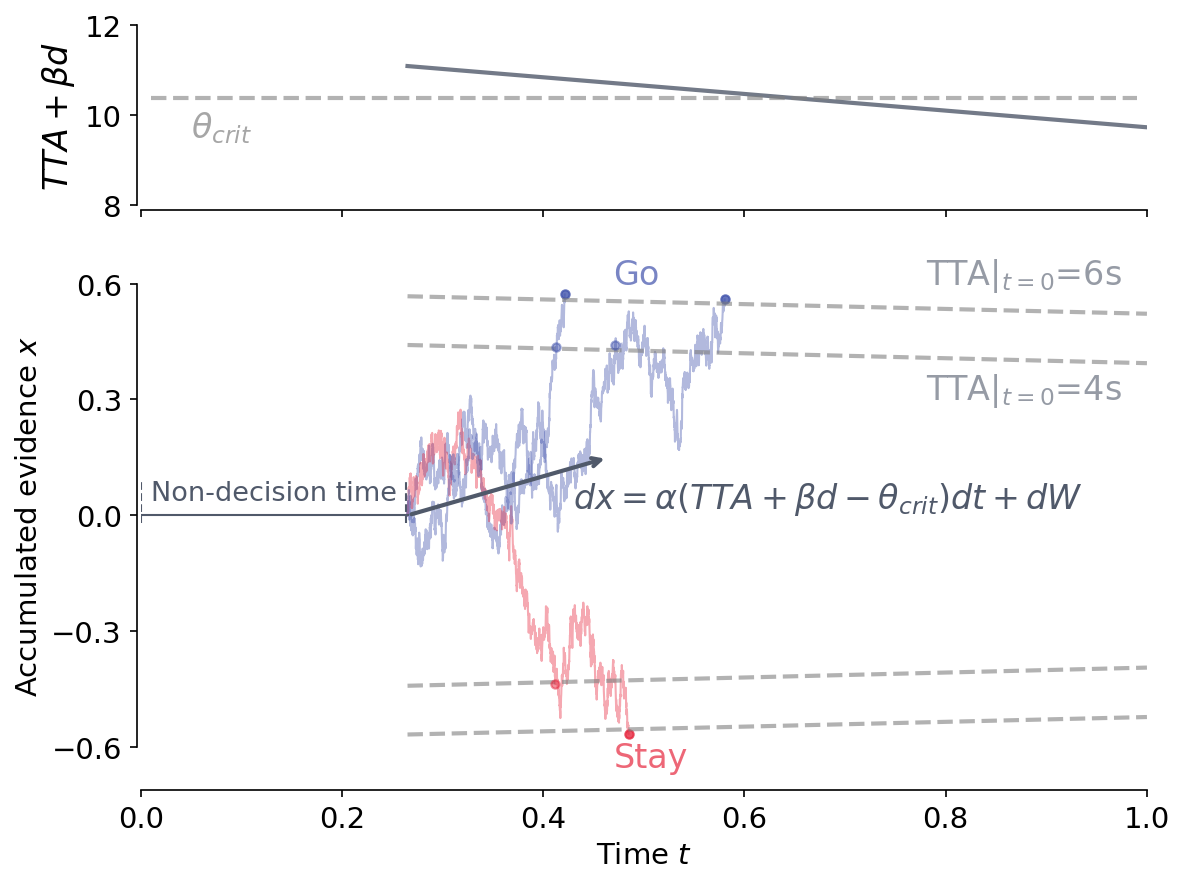 12
10
8
TTA + βd
θ_crit
0.6
0.3
0.0
−0.3
−0.6
Accumulated evidence x
Go
TTA|_{t=0}=6s
TTA|_{t=0}=4s
Non-decision time
dx = α(TTA + βd − θ_crit)dt + dW
Stay
0.0 0.2 0.4 0.6 0.8 1.0
Time t